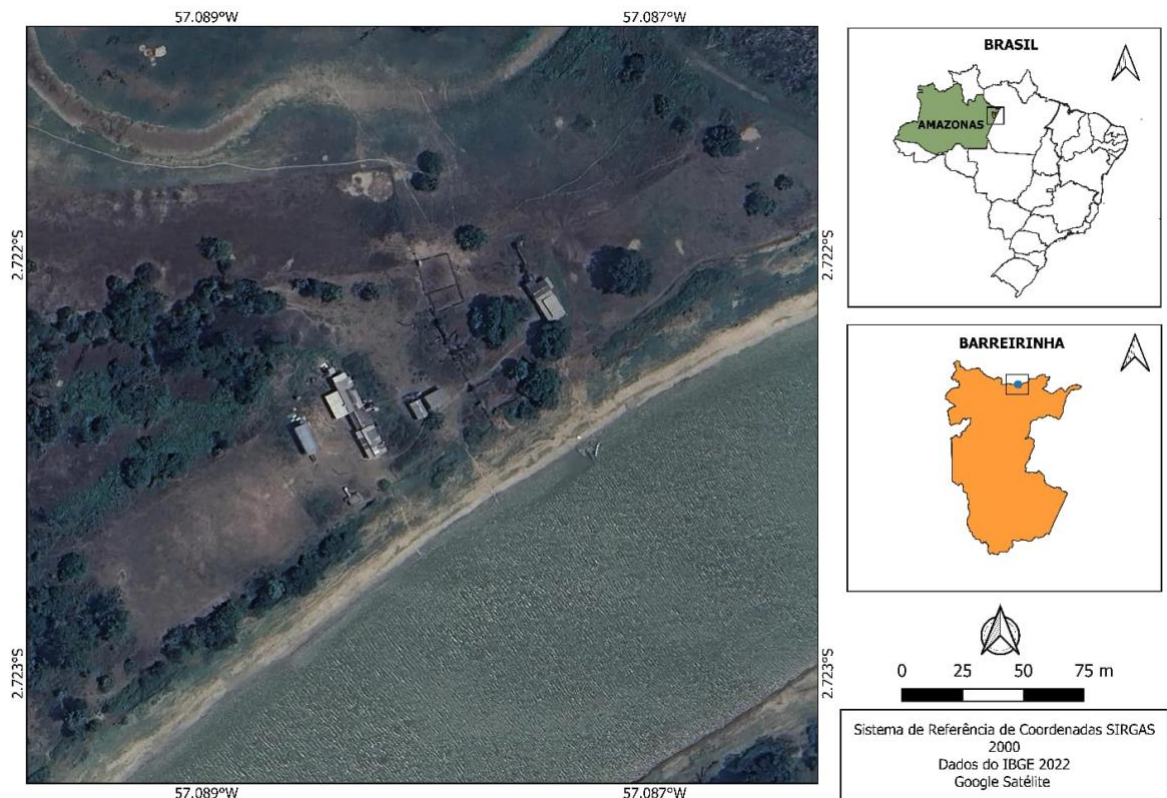 57.089°W
57.087°W
2.722°S
2.722°S
2.723°S
2.723°S
57.089°W
57.087°W
BRASIL
AMAZONAS
BARREIRINHA
0 25 50 75 m
Sistema de Referência de Coordenadas SIRGAS
2000
Dados do IBGE 2022
Google Satélite